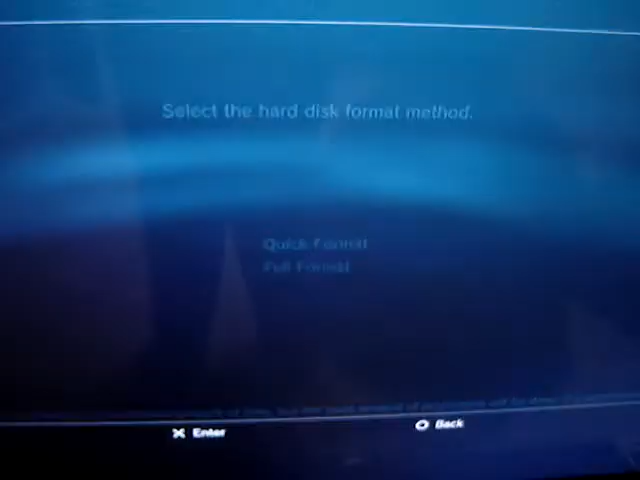 Select the hard disk format method.
Quick Format
Full Format
Enter
Back